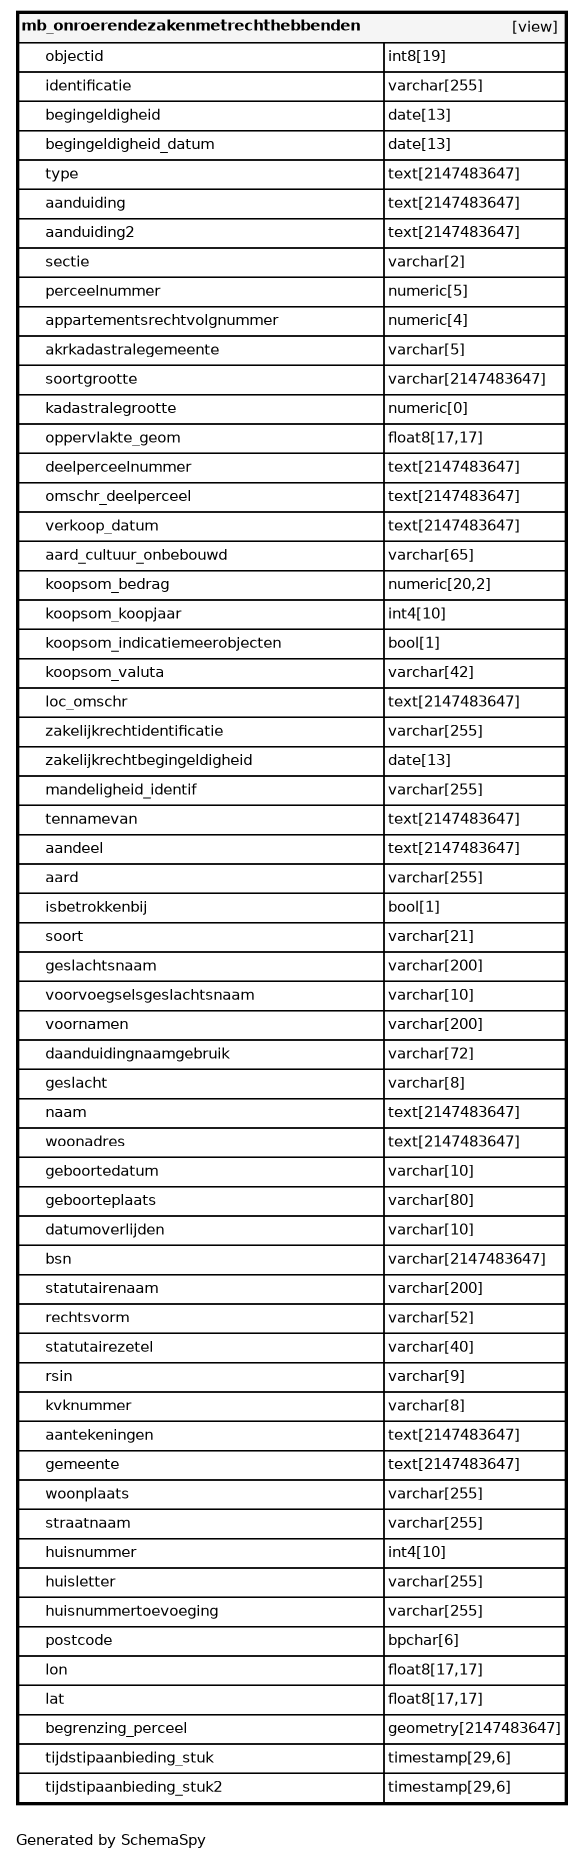 mb_onroerendezakenmetrechthebbenden [view]
objectid int8[19]
identificatie varchar[255]
begingeldigheid date[13]
begingeldigheid_datum date[13]
type text[2147483647]
aanduiding text[2147483647]
aanduiding2 text[2147483647]
sectie varchar[2]
perceelnummer numeric[5]
appartementsrechtvolgnummer numeric[4]
akrkadastralegemeente varchar[5]
soortgrootte varchar[2147483647]
kadastralegrootte numeric[0]
oppervlakte_geom float8[17,17]
deelperceelnummer text[2147483647]
omschr_deelperceel text[2147483647]
verkoop_datum text[2147483647]
aard_cultuur_onbebouwd varchar[65]
koopsom_bedrag numeric[20,2]
koopsom_koopjaar int4[10]
koopsom_indicatiemeerobjecten bool[1]
koopsom_valuta varchar[42]
loc_omschr text[2147483647]
zakelijkrechtidentificatie varchar[255]
zakelijkrechtbegingeldigheid date[13]
mandeligheid_identif varchar[255]
tennamevan text[2147483647]
aandeel text[2147483647]
aard varchar[255]
isbetrokkenbij bool[1]
soort varchar[21]
geslachtsnaam varchar[200]
voorvoegselsgeslachtsnaam varchar[10]
voornamen varchar[200]
daanduidingnaamgebruik varchar[72]
geslacht varchar[8]
naam text[2147483647]
woonadres text[2147483647]
geboortedatum varchar[10]
geboorteplaats varchar[80]
datumoverlijden varchar[10]
bsn varchar[2147483647]
statutairenaam varchar[200]
rechtsvorm varchar[52]
statutairezetel varchar[40]
rsin varchar[9]
kvknummer varchar[8]
aantekeningen text[2147483647]
gemeente text[2147483647]
woonplaats varchar[255]
straatnaam varchar[255]
huisnummer int4[10]
huisletter varchar[255]
huisnummertoevoeging varchar[255]
postcode bpchar[6]
lon float8[17,17]
lat float8[17,17]
begrenzing_perceel geometry[2147483647]
tijdstipaanbieding_stuk timestamp[29,6]
tijdstipaanbieding_stuk2 timestamp[29,6]
Generated by SchemaSpy